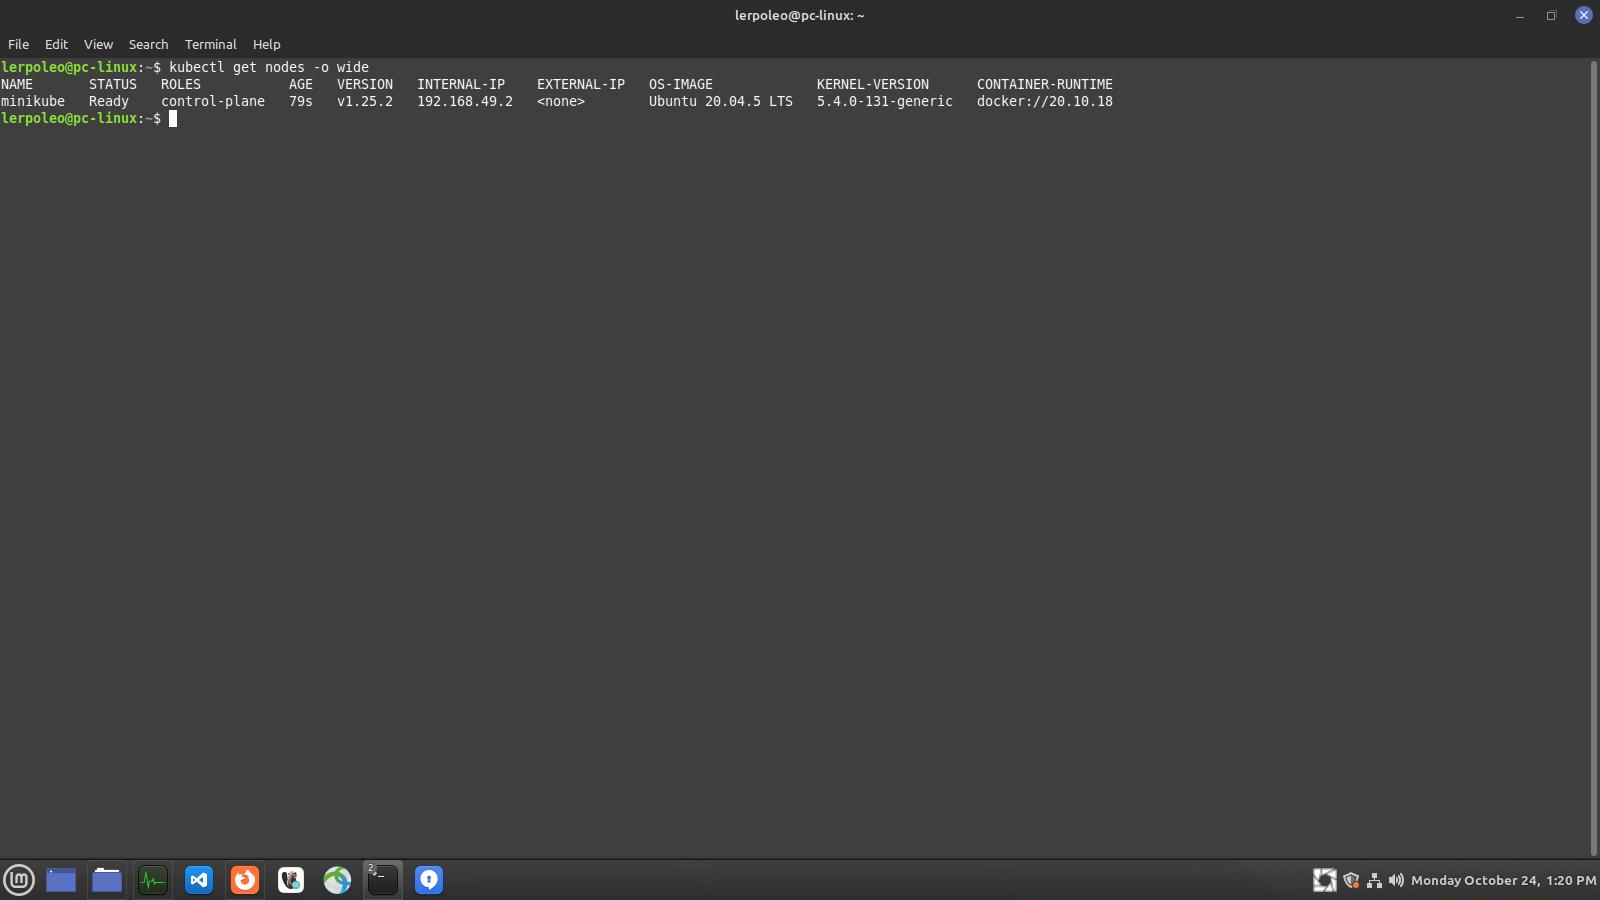 lerpoleo@pc-linux: ~
File Edit View Search Terminal Help
lerpoleo@pc-linux:~$ kubectl get nodes -o wide
NAME STATUS ROLES AGE VERSION INTERNAL-IP EXTERNAL-IP OS-IMAGE KERNEL-VERSION CONTAINER-RUNTIME
minikube Ready control-plane 79s v1.25.2 192.168.49.2 <none> Ubuntu 20.04.5 LTS 5.4.0-131-generic docker://20.10.18
lerpoleo@pc-linux:~$
2
Monday October 24, 1:20 PM